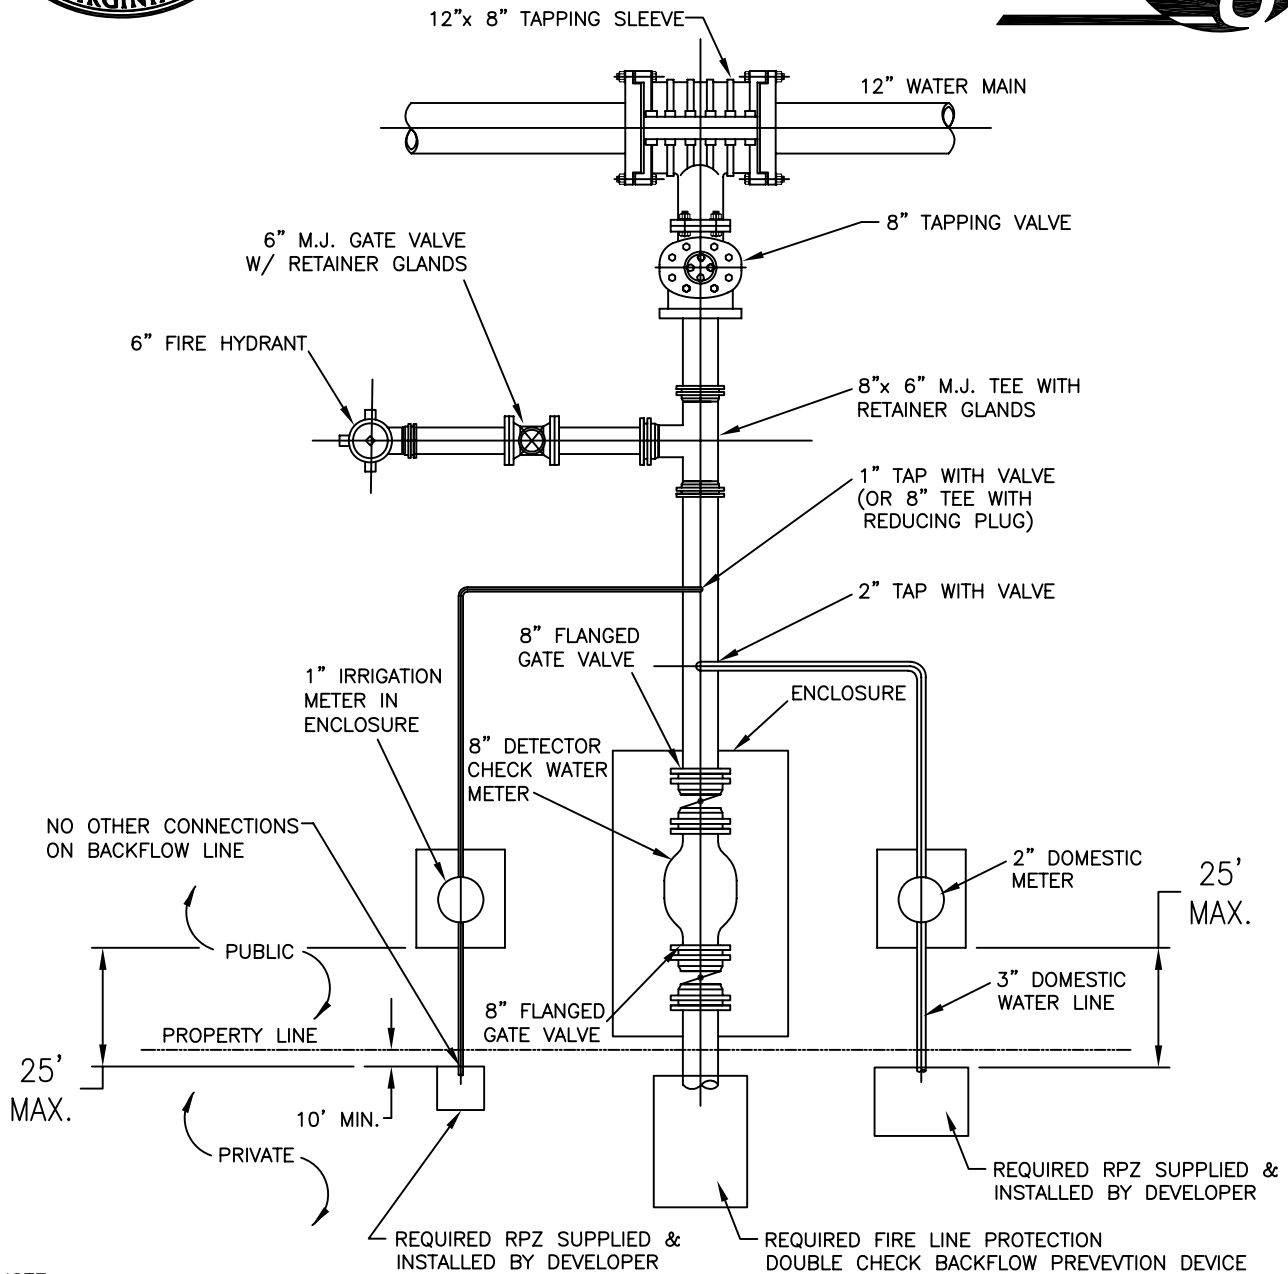 VIRGINIA
12”x 8” TAPPING SLEEVE
12” WATER MAIN
8” TAPPING VALVE
6” M.J. GATE VALVE
W/ RETAINER GLANDS
6” FIRE HYDRANT
8”x 6” M.J. TEE WITH
RETAINER GLANDS
1” TAP WITH VALVE
(OR 8” TEE WITH
REDUCING PLUG)
2” TAP WITH VALVE
8” FLANGED
GATE VALVE
1” IRRIGATION
METER IN
ENCLOSURE
ENCLOSURE
8” DETECTOR
CHECK WATER
METER
NO OTHER CONNECTIONS
ON BACKFLOW LINE
2” DOMESTIC
METER
25’
MAX.
PUBLIC
3” DOMESTIC
WATER LINE
8” FLANGED
GATE VALVE
PROPERTY LINE
25’
MAX.
10’ MIN.
PRIVATE
REQUIRED RPZ SUPPLIED &
INSTALLED BY DEVELOPER
REQUIRED RPZ SUPPLIED &
INSTALLED BY DEVELOPER
REQUIRED FIRE LINE PROTECTION
DOUBLE CHECK BACKFLOW PREVEVTION DEVICE